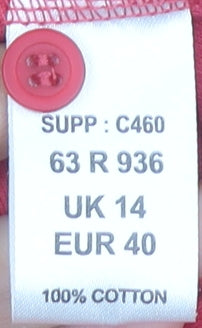 SUPP : C460
63 R 936
UK 14
EUR 40
100% COTTON